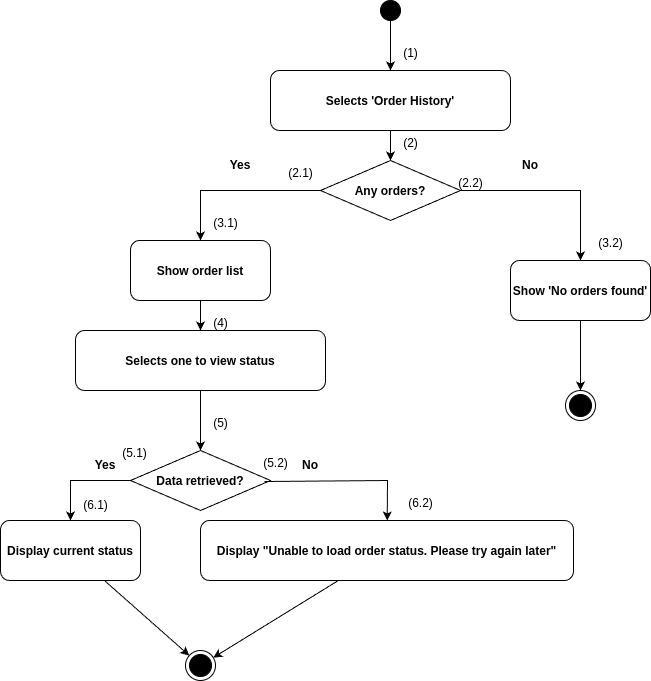 (1)
Selects 'Order History'
(2)
Yes
(2.1)
Any orders?
(2.2)
No
(3.1)
(3.2)
Show order list
Show 'No orders found'
(4)
Selects one to view status
(5)
Yes
(5.1)
Data retrieved?
(5.2)
No
(6.1)
(6.2)
Display current status
Display "Unable to load order status. Please try again later"